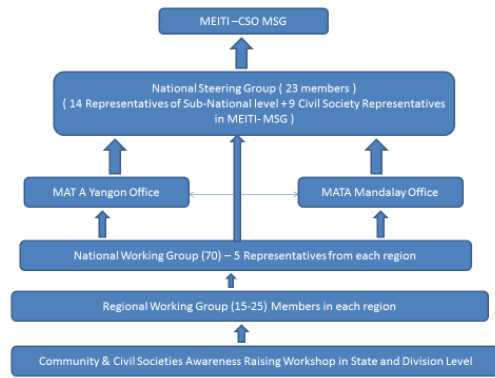 MEITI –CSO MSG
National Steering Group ( 23 members )
( 14 Representatives of Sub-National level +9 Civil Society Representatives
in MEITI- MSG )
MAT A Yangon Office
MATA Mandalay Office
National Working Group (70) – 5 Representatives from each region
Regional Working Group (15-25) Members in each region
Community & Civil Societies Awareness Raising Workshop in State and Division Level